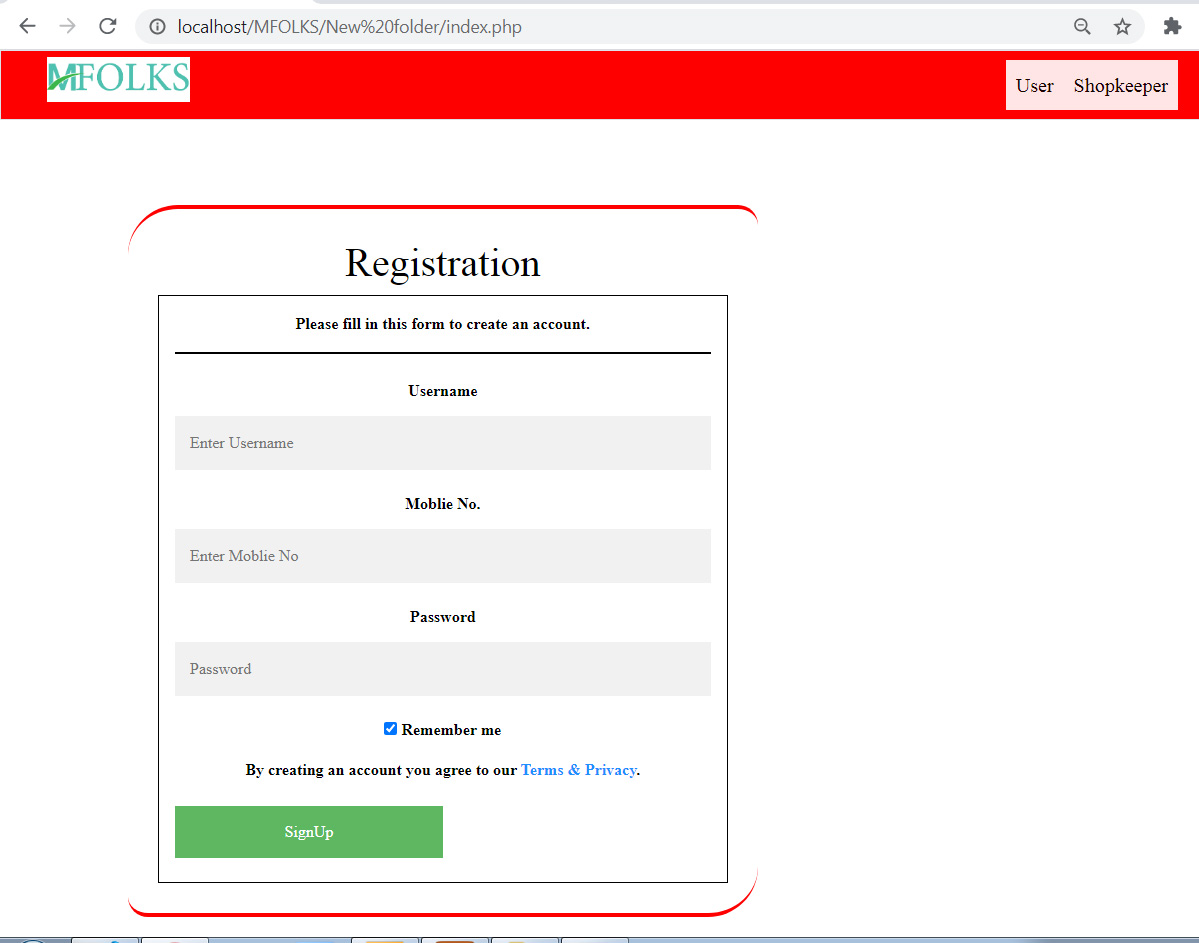 localhost/MFOLKS/New%20folder/index.php
MFOLKS
User Shopkeeper
Registration
Please fill in this form to create an account.
Username
Enter Username
Moblie No.
Enter Moblie No
Password
Password
Remember me
By creating an account you agree to our Terms & Privacy.
SignUp